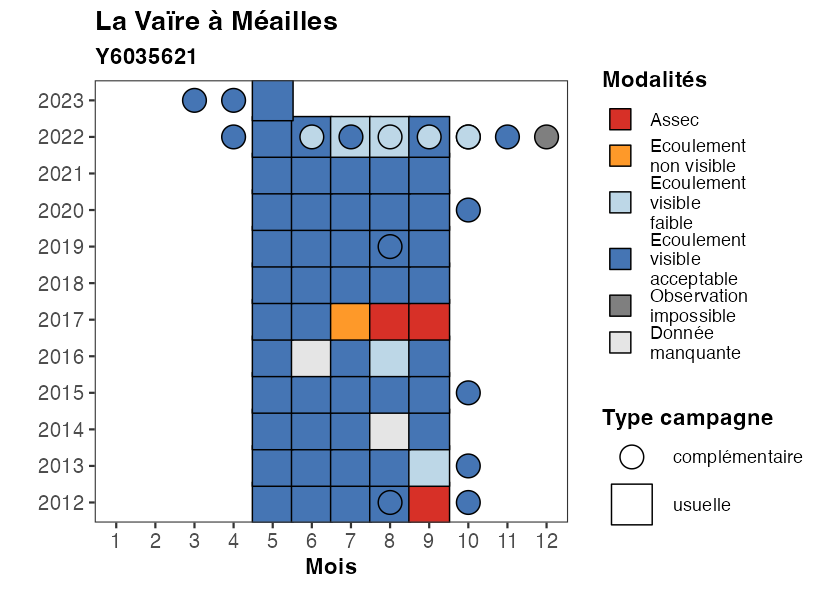 La Vaïre à Méailles
Y6035621
2023
2022
2021
2020
2019
2018
2017
2016
2015
2014
2013
2012
1 2 3 4 5 6 7 8 9 10 11 12
Mois
Modalités
Assec
Ecoulement
non visible
Ecoulement
visible
faible
Ecoulement
visible
acceptable
Observation
impossible
Donnée
manquante
Type campagne
complémentaire
usuelle